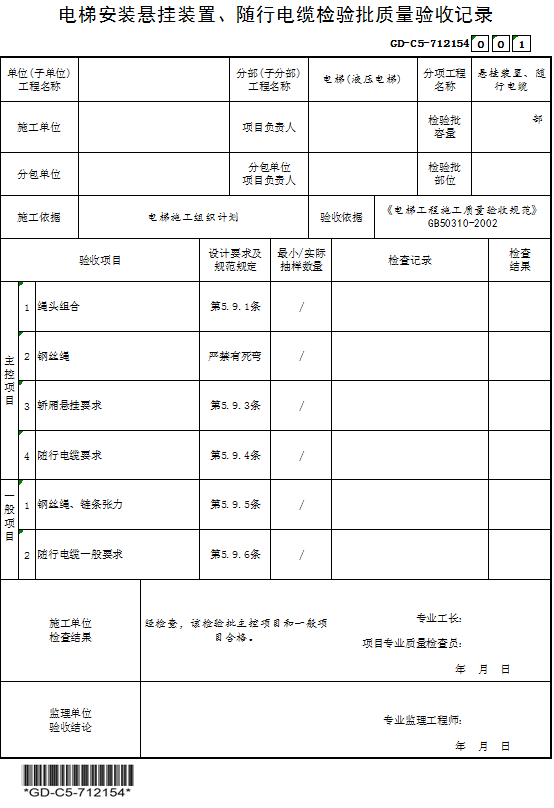 电梯安装悬挂装置、随行电缆检验批质量验收记录
GD-C5-712154 0 0 1
单位(子单位)
工程名称
分部(子分部)
工程名称
电梯(液压电梯)
分项工程
名称
悬挂装置、随
行电缆
施工单位
项目负责人
检验批
容量
部
分包单位
分包单位
项目负责人
检验批
部位
施工依据
电梯施工组织计划
验收依据
《电梯工程施工质量验收规范》
GB50310-2002
验收项目
设计要求及
规范规定
最小/实际
抽样数量
检查记录
检查
结果
主控项目
1 绳头组合 第5.9.1条 /
2 钢丝绳 严禁有死弯 /
3 轿厢悬挂要求 第5.9.3条 /
4 随行电缆要求 第5.9.4条 /
一般项目
1 钢丝绳、链条张力 第5.9.5条 /
2 随行电缆一般要求 第5.9.6条 /
施工单位
检查结果
经检查，该检验批主控项目和一般项
目合格。
专业工长:
项目专业质量检查员:
年 月 日
监理单位
验收结论
专业监理工程师:
年 月 日
*GD-C5-712154*